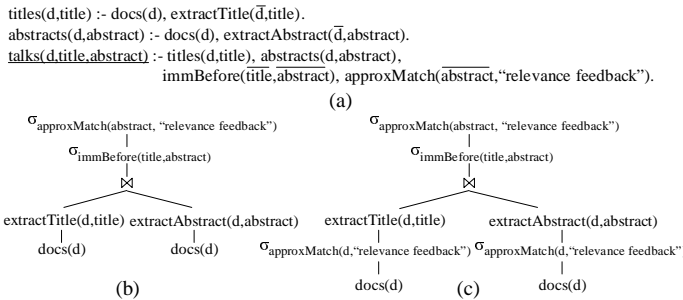 titles(d,title) :- docs(d), extractTitle(d̅,title).
abstracts(d,abstract) :- docs(d), extractAbstract(d̅,abstract).
talks(d,title,abstract) :- titles(d,title), abstracts(d,abstract),
immBefore(title,abstract), approxMatch(abstract,“relevance feedback”).
(a)
σapproxMatch(abstract, “relevance feedback”) σapproxMatch(abstract, “relevance feedback”)
σimmBefore(title,abstract) σimmBefore(title,abstract)
⋈ ⋈
extractTitle(d,title) extractAbstract(d,abstract) extractTitle(d,title) extractAbstract(d,abstract)
docs(d) docs(d) σapproxMatch(d,“relevance feedback”) σapproxMatch(d,“relevance feedback”
docs(d) docs(d)
(b) (c)